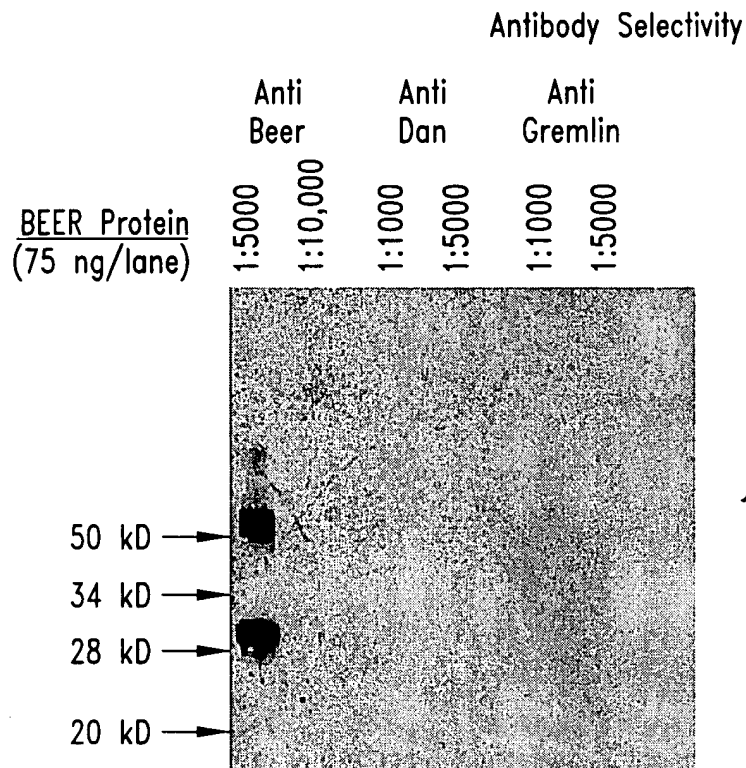 Antibody Selectivity
Anti Beer
Anti Dan
Anti Gremlin
BEER Protein
(75 ng/lane)
1:5000
1:10,000
1:1000
1:5000
1:1000
1:5000
50 kD
34 kD
28 kD
20 kD